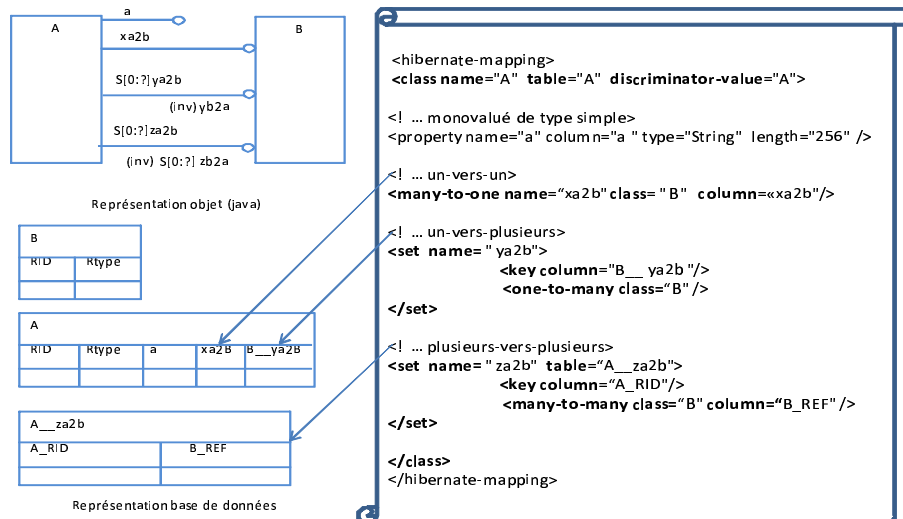 a
A
B
xa2b
S[0:?]ya2b
(inv)yb2a
S[0:?]za2b
(inv) S[0:?] zb2a
Représentation objet (java)
B
RID Rtype
A
RID Rtype a xa2B B__ya2B
A__za2b
A_RID B_REF
Représentation base de données
<hibernate-mapping>
<class name="A" table="A" discriminator-value="A">
<! ... monovalué de type simple>
<property name="a" column="a " type="String" length="256" />
<! ... un-vers-un>
<many-to-one name="xa2b" class= "B" column=«xa2b"/>
<! ... un-vers-plusieurs>
<set name= " ya2b">
<key column="B__ ya2b "/>
<one-to-many class="B" />
</set>
<! ... plusieurs-vers-plusieurs>
<set name= " za2b" table="A__za2b">
<key column="A_RID"/>
<many-to-many class="B" column="B_REF" />
</set>
</class>
</hibernate-mapping>